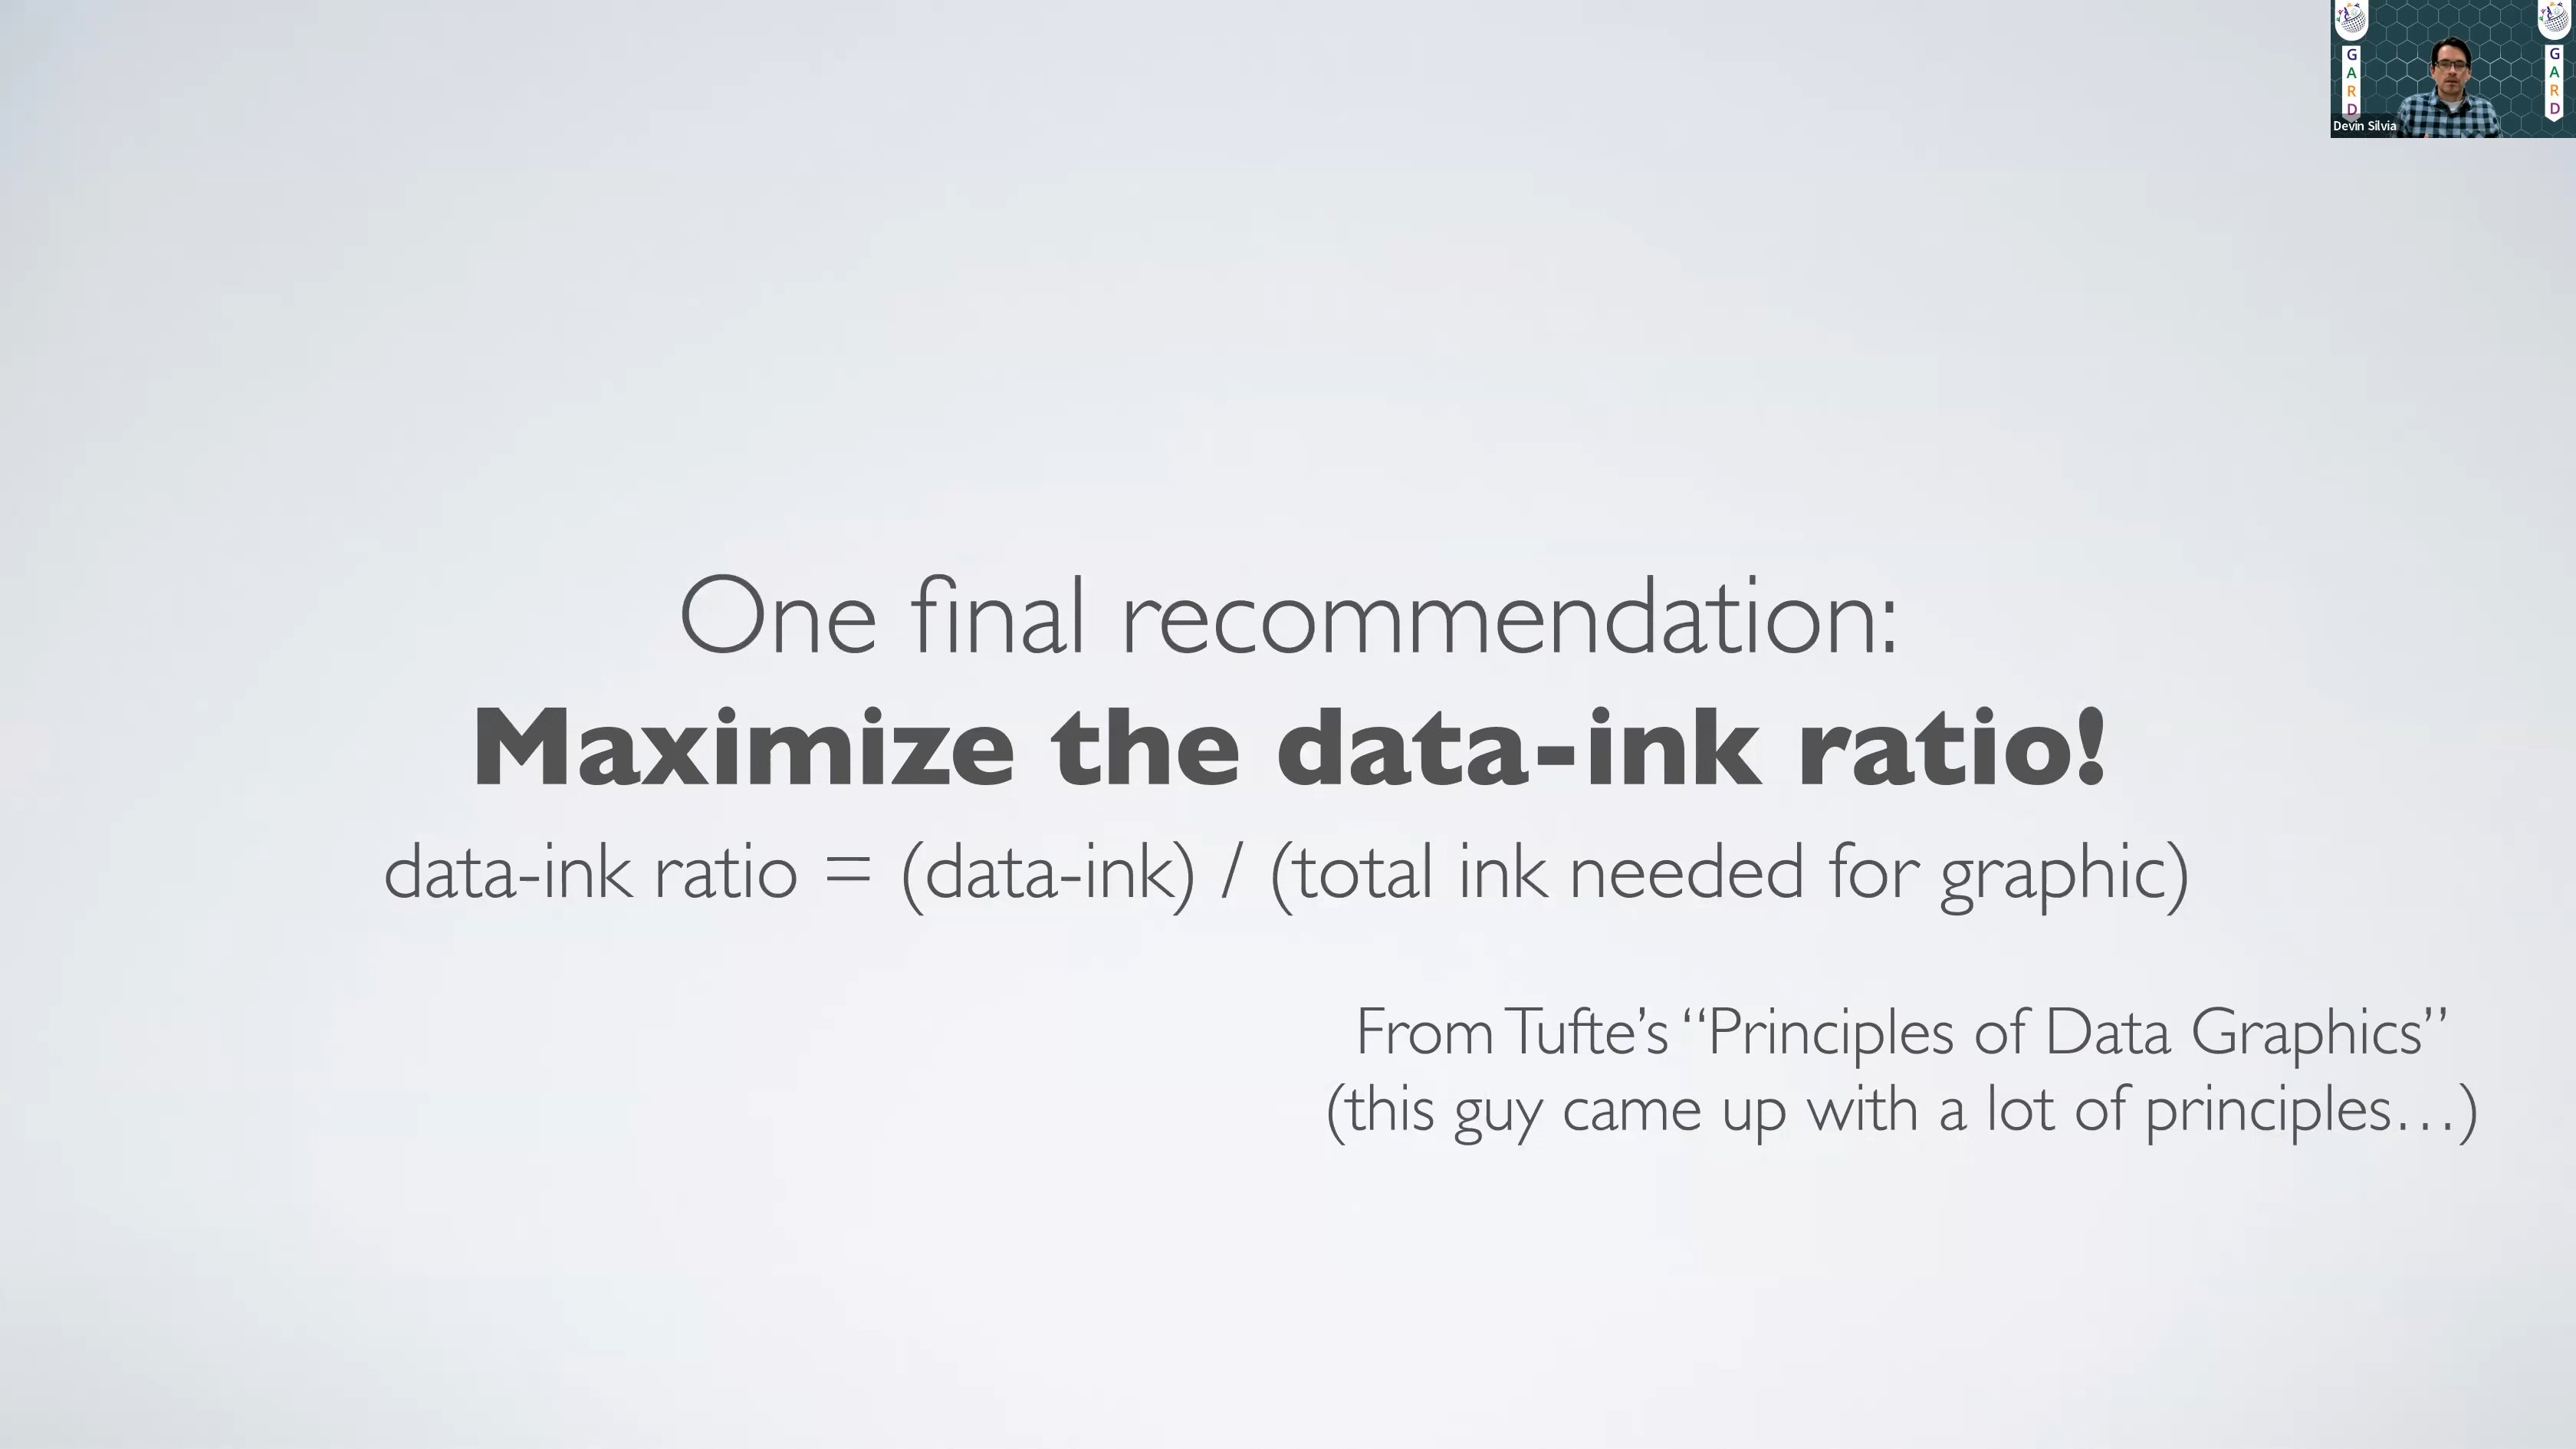 One final recommendation:
Maximize the data-ink ratio!
data-ink ratio = (data-ink) / (total ink needed for graphic)
From Tufte’s “Principles of Data Graphics”
(this guy came up with a lot of principles…)
G
A
R
D
G
A
R
D
Devin Silvia